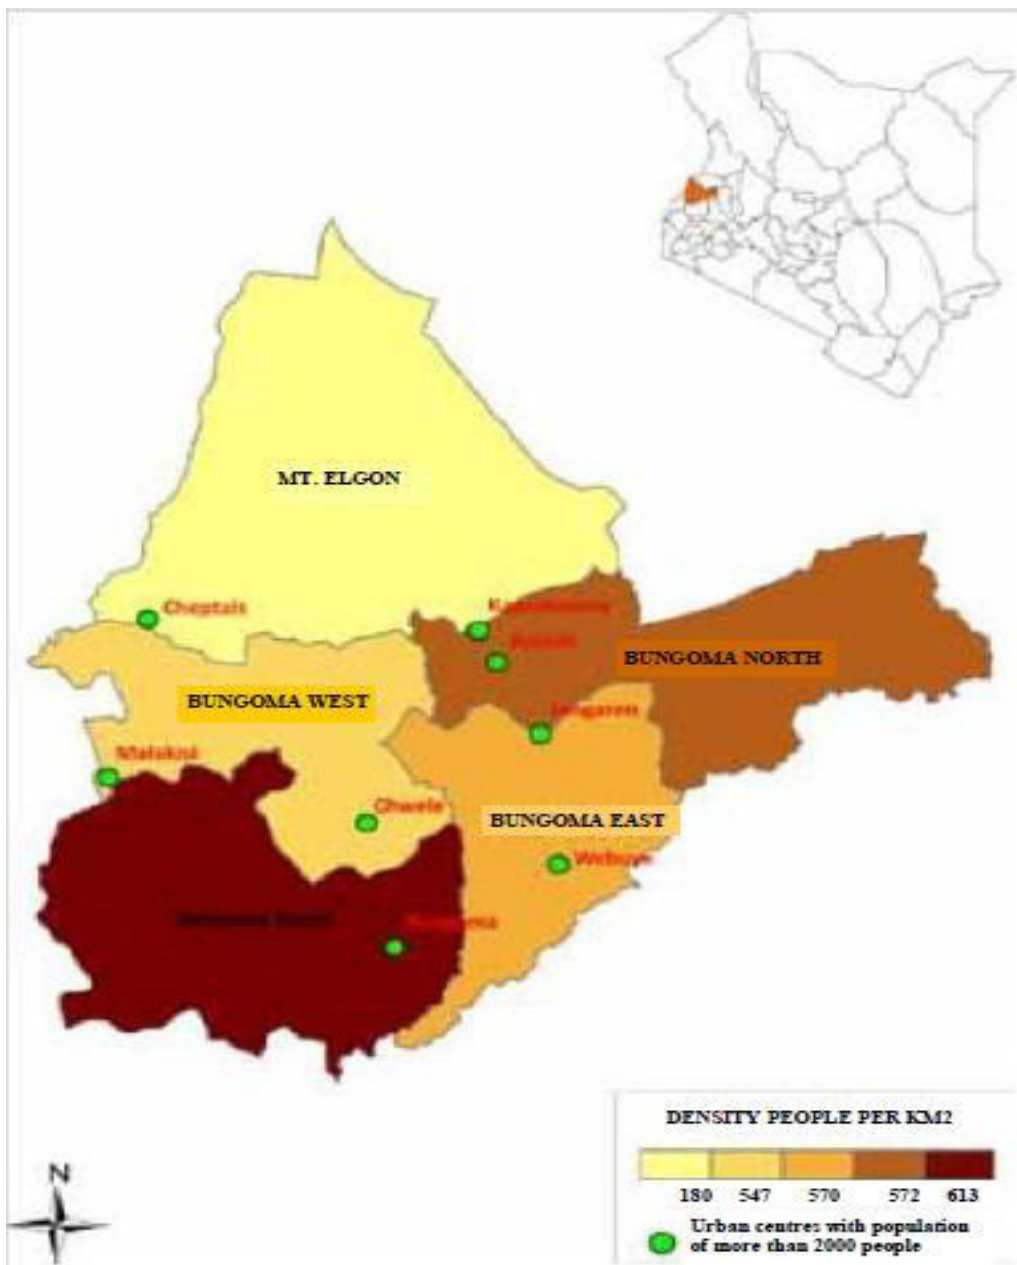 MT. ELGON
Cheptais
BUNGOMA NORTH
BUNGOMA WEST
Malakisi
Chwele
BUNGOMA EAST
Webuye
DENSITY PEOPLE PER KM2
180 547 570 572 613
Urban centres with population
of more than 2000 people
N